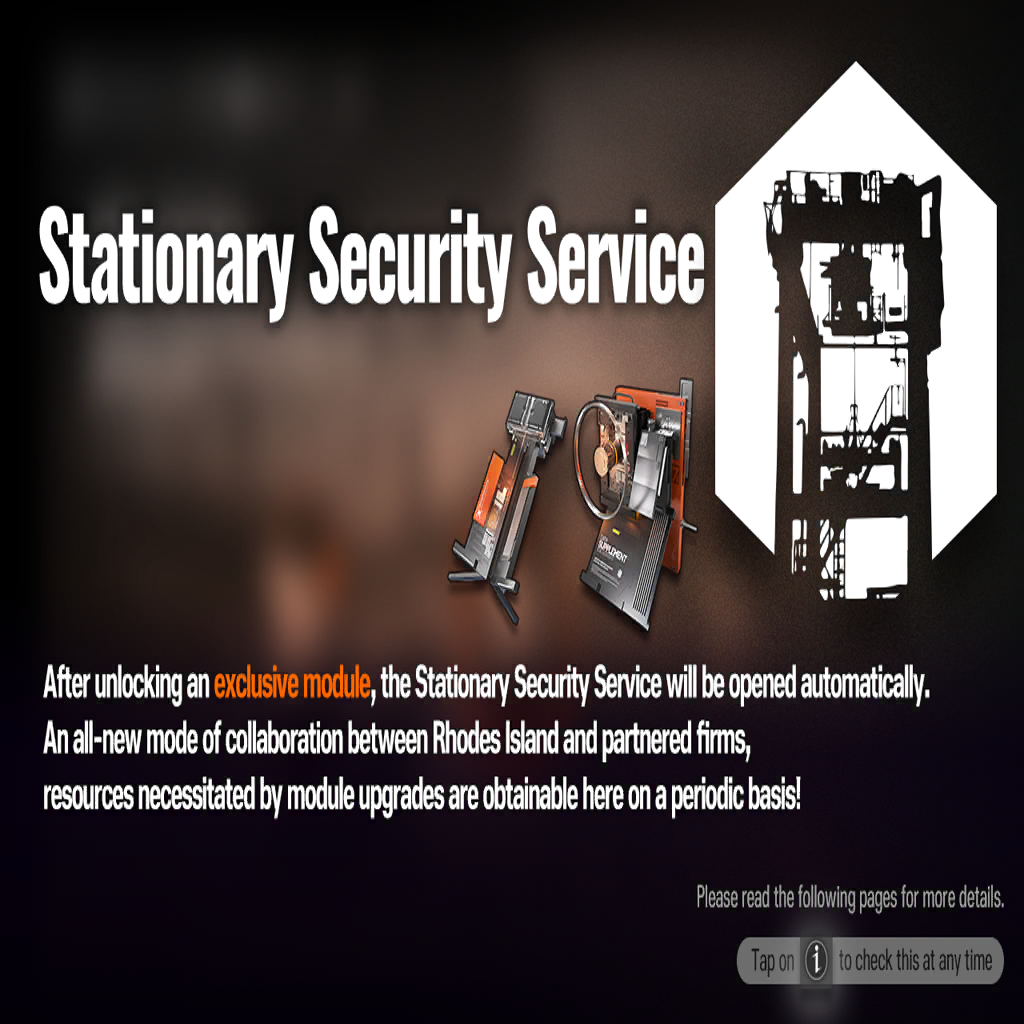 Stationary Security Service
SUPPLEMENT
After unlocking an exclusive module, the Stationary Security Service will be opened automatically.
An all-new mode of collaboration between Rhodes Island and partnered firms,
resources necessitated by module upgrades are obtainable here on a periodic basis!
Please read the following pages for more details.
Tap on i to check this at any time